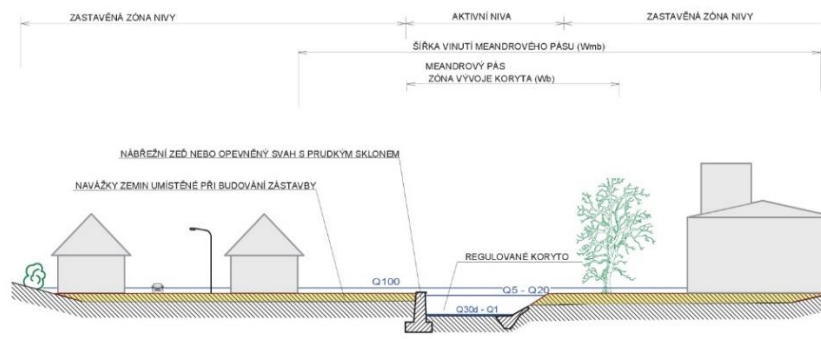 ZASTAVĚNÁ ZÓNA NIVY
AKTIVNÍ NIVA
ZASTAVĚNÁ ZÓNA NIVY
ŠÍŘKA VINUTÍ MEANDROVÉHO PÁSU (Wmb)
MEANDROVÝ PÁS
ZÓNA VÝVOJE KORYTA (Wb)
NÁBŘEŽNÍ ZEĎ NEBO OPEVNĚNÝ SVAH S PRUDKÝM SKLONEM
NAVÁŽKY ZEMIN UMÍSTĚNÉ PŘI BUDOVÁNÍ ZÁSTAVBY
REGULOVANÉ KORYTO
Q100
Q5 - Q20
Q30d - Q1